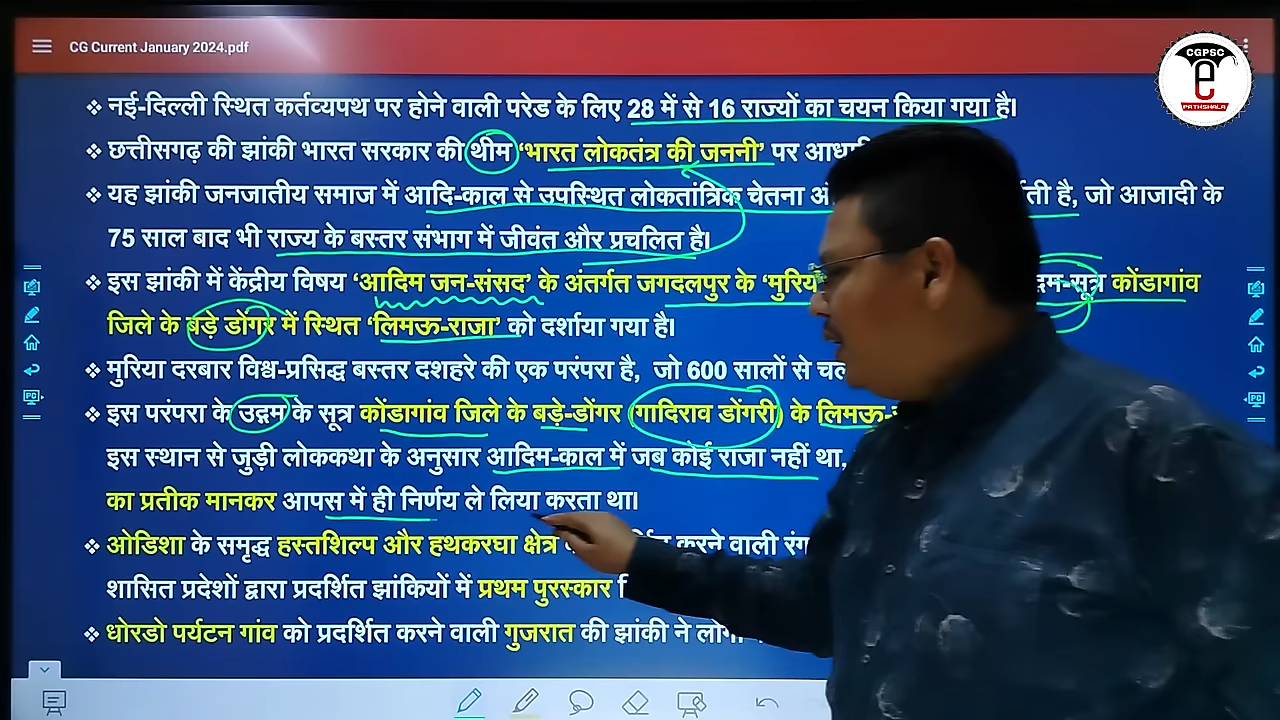 CG Current January 2024.pdf
CGPSC
e
PATHSHALA
❖ नई-दिल्ली स्थित कर्तव्यपथ पर होने वाली परेड के लिए 28 में से 16 राज्यों का चयन किया गया है।
❖ छत्तीसगढ़ की झांकी भारत सरकार की थीम ‘भारत लोकतंत्र की जननी’ पर
❖ यह झांकी जनजातीय समाज में आदि-काल से उपस्थित लोकतांत्रिक चेतना है, जो आजादी के
75 साल बाद भी राज्य के बस्तर संभाग में जीवंत और प्रचलित है।
❖ इस झांकी में केंद्रीय विषय ‘आदिम जन-संसद’ के अंतर्गत जगदलपुर के कोंडागांव
जिले के बड़े डोंगर में स्थित ‘लिमऊ-राजा’ को दर्शाया गया है।
❖ मुरिया दरबार विश्व-प्रसिद्ध बस्तर दशहरे की एक परंपरा है, जो 600 सालों से
❖ इस परंपरा के उद्गम के सूत्र कोंडागांव जिले के बड़े-डोंगर (गादिराव डोंगरी) के
इस स्थान से जुड़ी लोककथा के अनुसार आदिम-काल में जब कोई राजा नहीं था,
का प्रतीक मानकर आपस में ही निर्णय ले लिया करता था।
❖ ओडिशा के समृद्ध हस्तशिल्प और हथकरघा क्षेत्र करने वाली
शासित प्रदेशों द्वारा प्रदर्शित झांकियों में प्रथम पुरस्कार
❖ धोरडो पर्यटन गांव को प्रदर्शित करने वाली गुजरात की झांकी ने